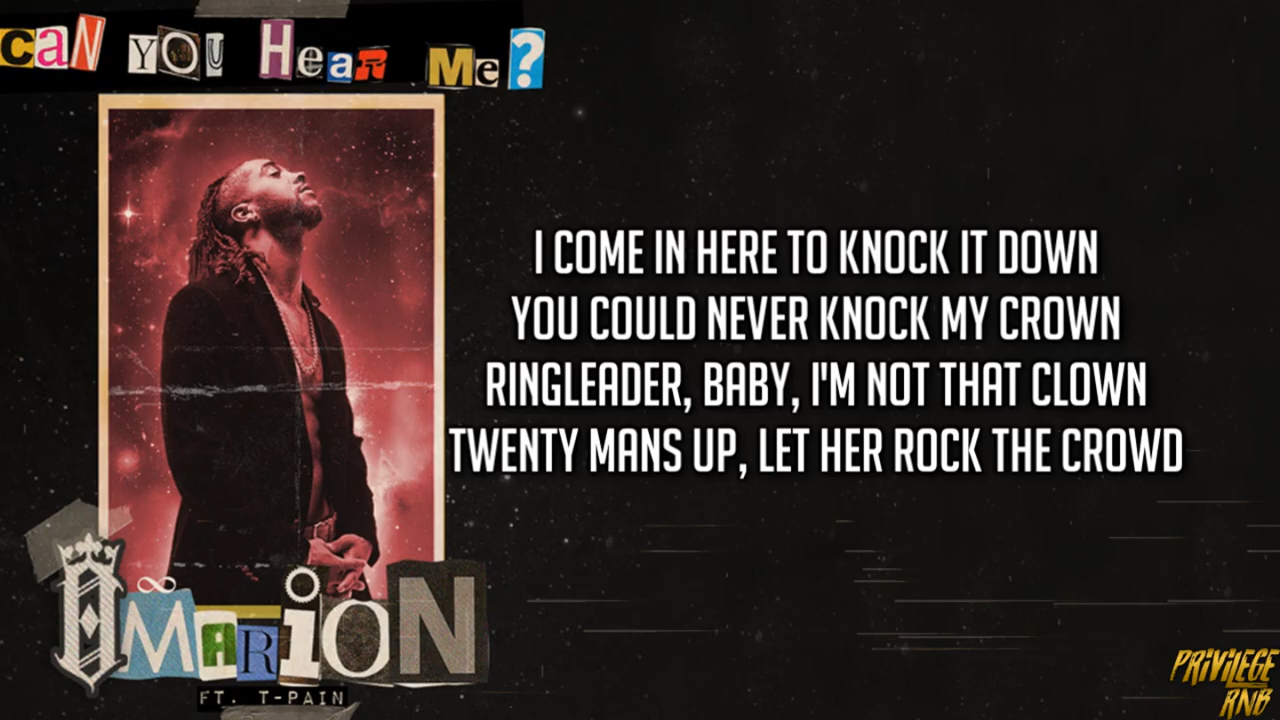 CaN YOU HeaR Me?
I COME IN HERE TO KNOCK IT DOWN
YOU COULD NEVER KNOCK MY CROWN
RINGLEADER, BABY, I'M NOT THAT CLOWN
TWENTY MANS UP, LET HER ROCK THE CROWD
OMARiON
FT. T-PAIN
PRIVILEGE
RNB